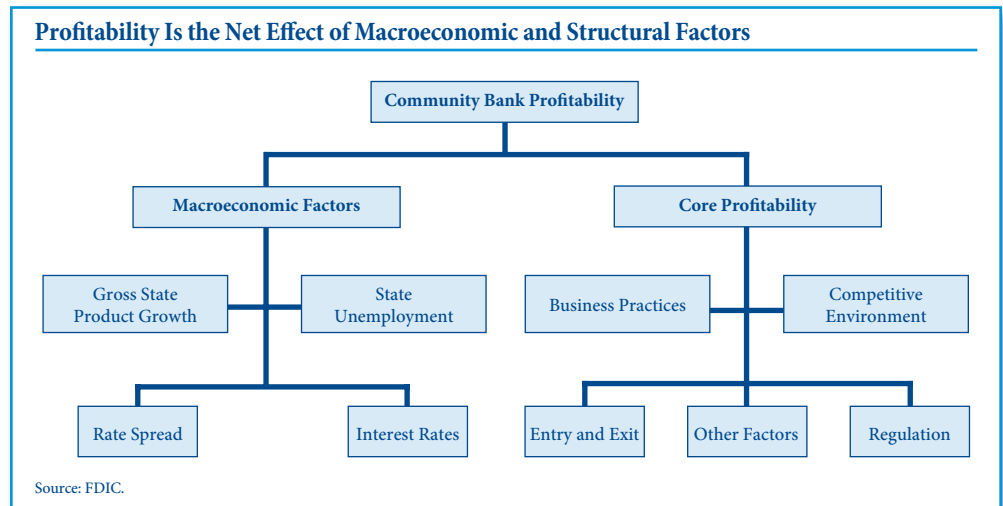 Profitability Is the Net Effect of Macroeconomic and Structural Factors
Community Bank Profitability
Macroeconomic Factors
Core Profitability
Gross State
Product Growth
State
Unemployment
Business Practices
Competitive
Environment
Rate Spread
Interest Rates
Entry and Exit
Other Factors
Regulation
Source: FDIC.